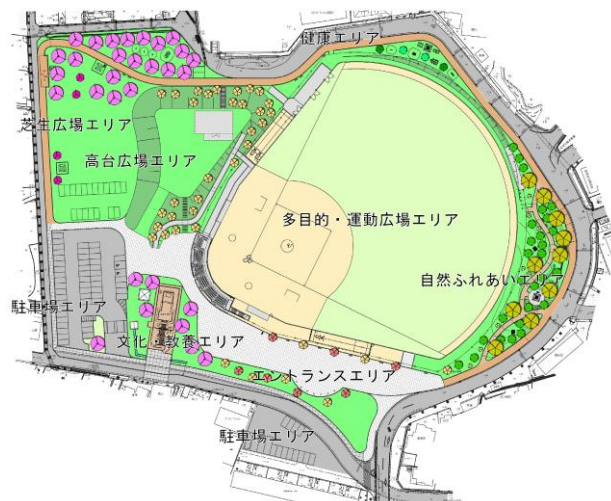 健康エリア
芝生広場エリア
高台広場エリア
多目的・運動広場エリア
自然ふれあいエリア
駐車場エリア
文化・教養エリア
エントランスエリア
駐車場エリア